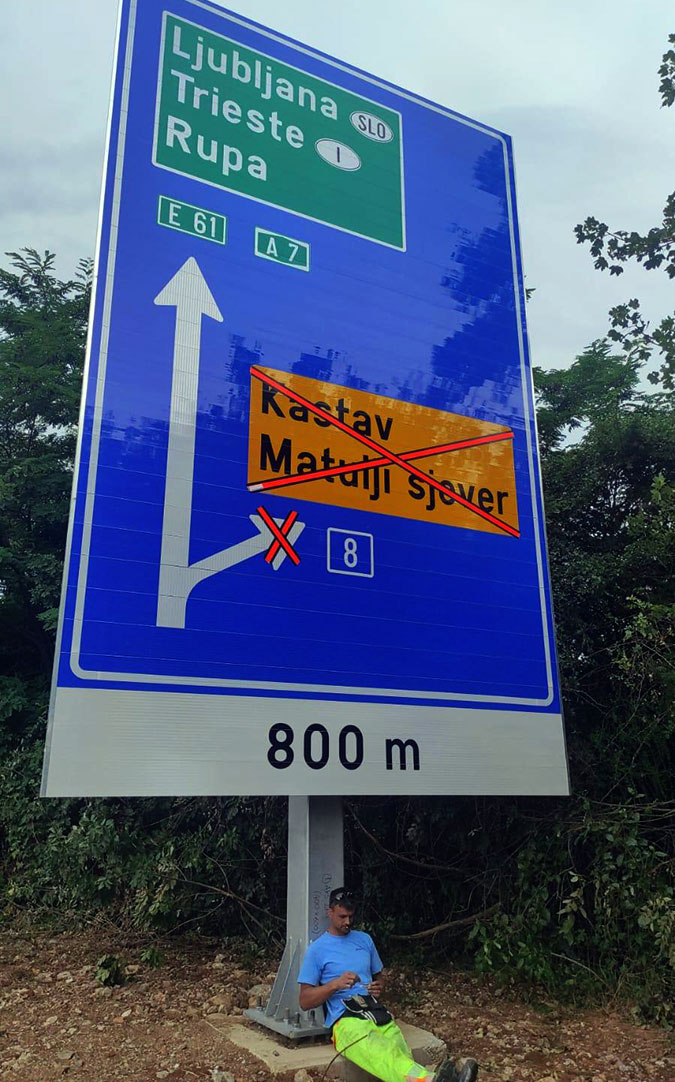 Ljubljana SLO
Trieste I
Rupa
E 61
A 7
Kastav
Matulji sjever
8
800 m